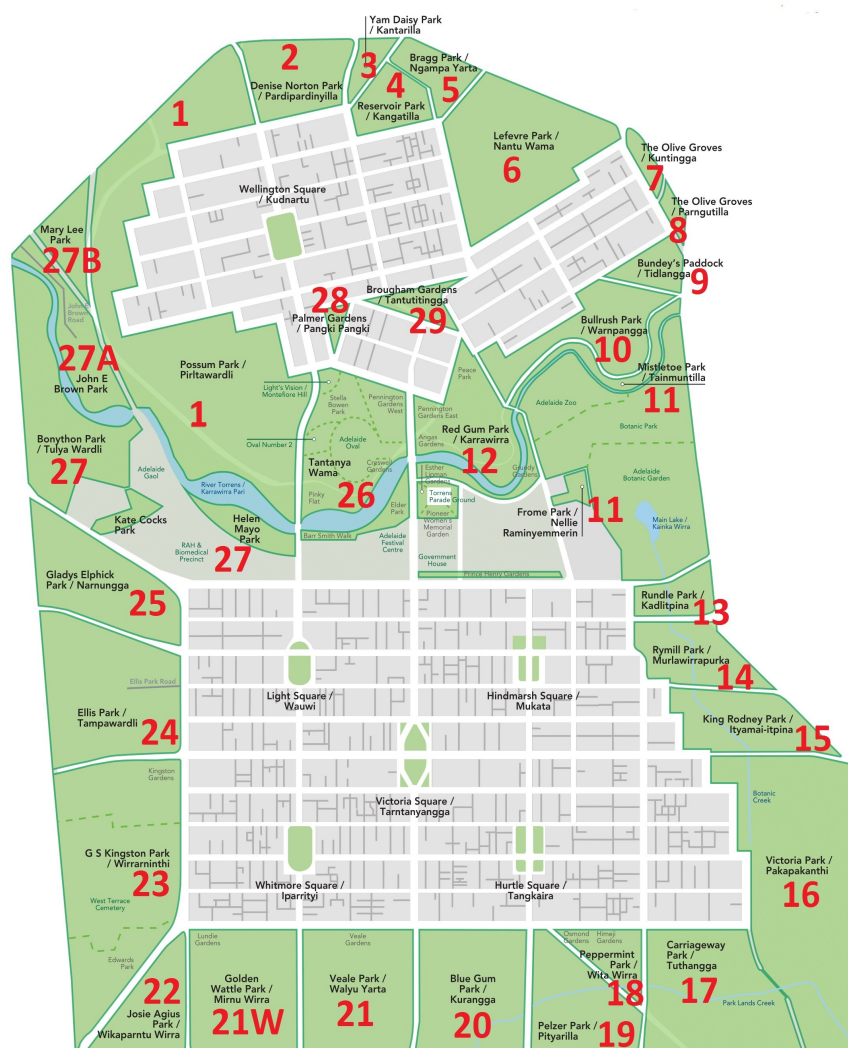 Yam Daisy Park
/ Kantarilla
2
3
Bragg Park /
Ngampa Yarta
Denise Norton Park
/ Pardipardinyilla
4
5
Reservoir Park
/ Kangatilla
1
Lefevre Park /
Nantu Wama
6
The Olive Groves
/ Kuntingga
7
Wellington Square
/ Kudnartu
The Olive Groves
/ Parngutilla
8
Mary Lee
Park
27B
Bundey's Paddock
/ Tidlangga
9
28
Brougham Gardens
/ Tantutitingga
29
John E
Brown
Road
Palmer Gardens
/ Pangki Pangki
Bullrush Park /
Warnpangga
10
27A
John E
Brown Park
Possum Park /
Pirltawardli
1
Peace
Park
Mistletoe Park
/ Tainmuntilla
11
Light's Vision /
Montefiore Hill
Stella
Bowen
Park
Pennington
Gardens
West
Pennington
Gardens East
Adelaide Zoo
Botanic Park
Bonython Park
/ Tulya Wardli
27
Oval Number 2
Adelaide
Oval
Angas
Gardens
Red Gum Park
/ Karrawirra
12
Adelaide
Gaol
Tantanya
Wama
26
Creswell
Gardens
Esther
Lipman
Gardens
Grundy
Gardens
Adelaide
Botanic Garden
River Torrens /
Karrawirra Pari
Pinky
Flat
Elder
Park
Torrens
Parade Ground
Pioneer
Women's
Memorial
Garden
Frome Park /
Nellie
Raminyemmerin
11
Main Lake /
Kainka Wirra
Kate Cocks
Park
Helen
Mayo
Park
27
RAH &
Biomedical
Precinct
Barr Smith Walk
Adelaide
Festival
Centre
Government
House
Prince Henry Gardens
Gladys Elphick
Park / Narnungga
25
Rundle Park /
Kadlitpina
13
Rymill Park /
Murlawirrapurka
14
Ellis Park Road
Light Square /
Wauwi
Hindmarsh Square /
Mukata
Ellis Park /
Tampawardli
24
King Rodney Park /
Ityamai-itpina
15
Kingston
Gardens
Victoria Square /
Tarntanyangga
Botanic
Creek
G S Kingston Park
/ Wirrarninthi
23
Victoria Park /
Pakapakanthi
16
West Terrace
Cemetery
Whitmore Square /
Iparrityi
Hurtle Square /
Tangkaira
Edwards
Park
Lundie
Gardens
Veale
Gardens
Osmond
Gardens
Himeji
Gardens
22
Josie Agius
Park /
Wikaparntu Wirra
Golden
Wattle Park /
Mirnu Wirra
21W
Veale Park /
Walyu Yarta
21
Blue Gum
Park /
Kurangga
20
Peppermint
Park /
Wita Wirra
18
Carriageway
Park /
Tuthangga
17
Park Lands Creek
Pelzer Park /
Pityarilla
19